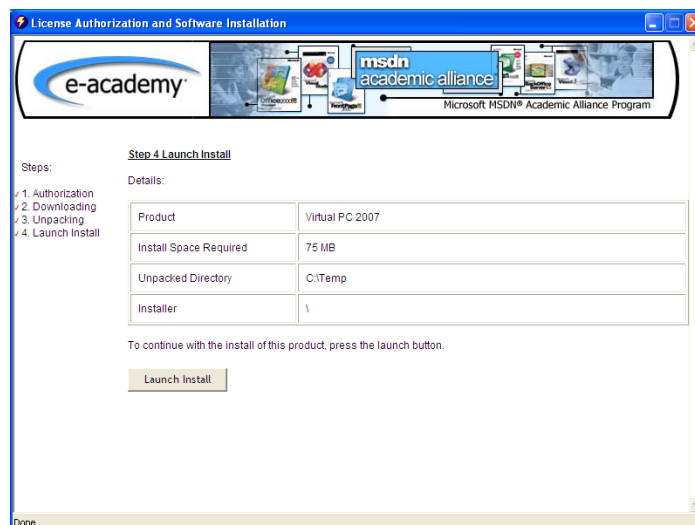 License Authorization and Software Installation
e-academy
msdn
academic alliance
Microsoft MSDN® Academic Alliance Program
Step 4 Launch Install
Steps:
Details:
1. Authorization
2. Downloading
3. Unpacking
4. Launch Install
Product Virtual PC 2007
Install Space Required 75 MB
Unpacked Directory C:\Temp
Installer \
To continue with the install of this product, press the launch button.
Launch Install
Done